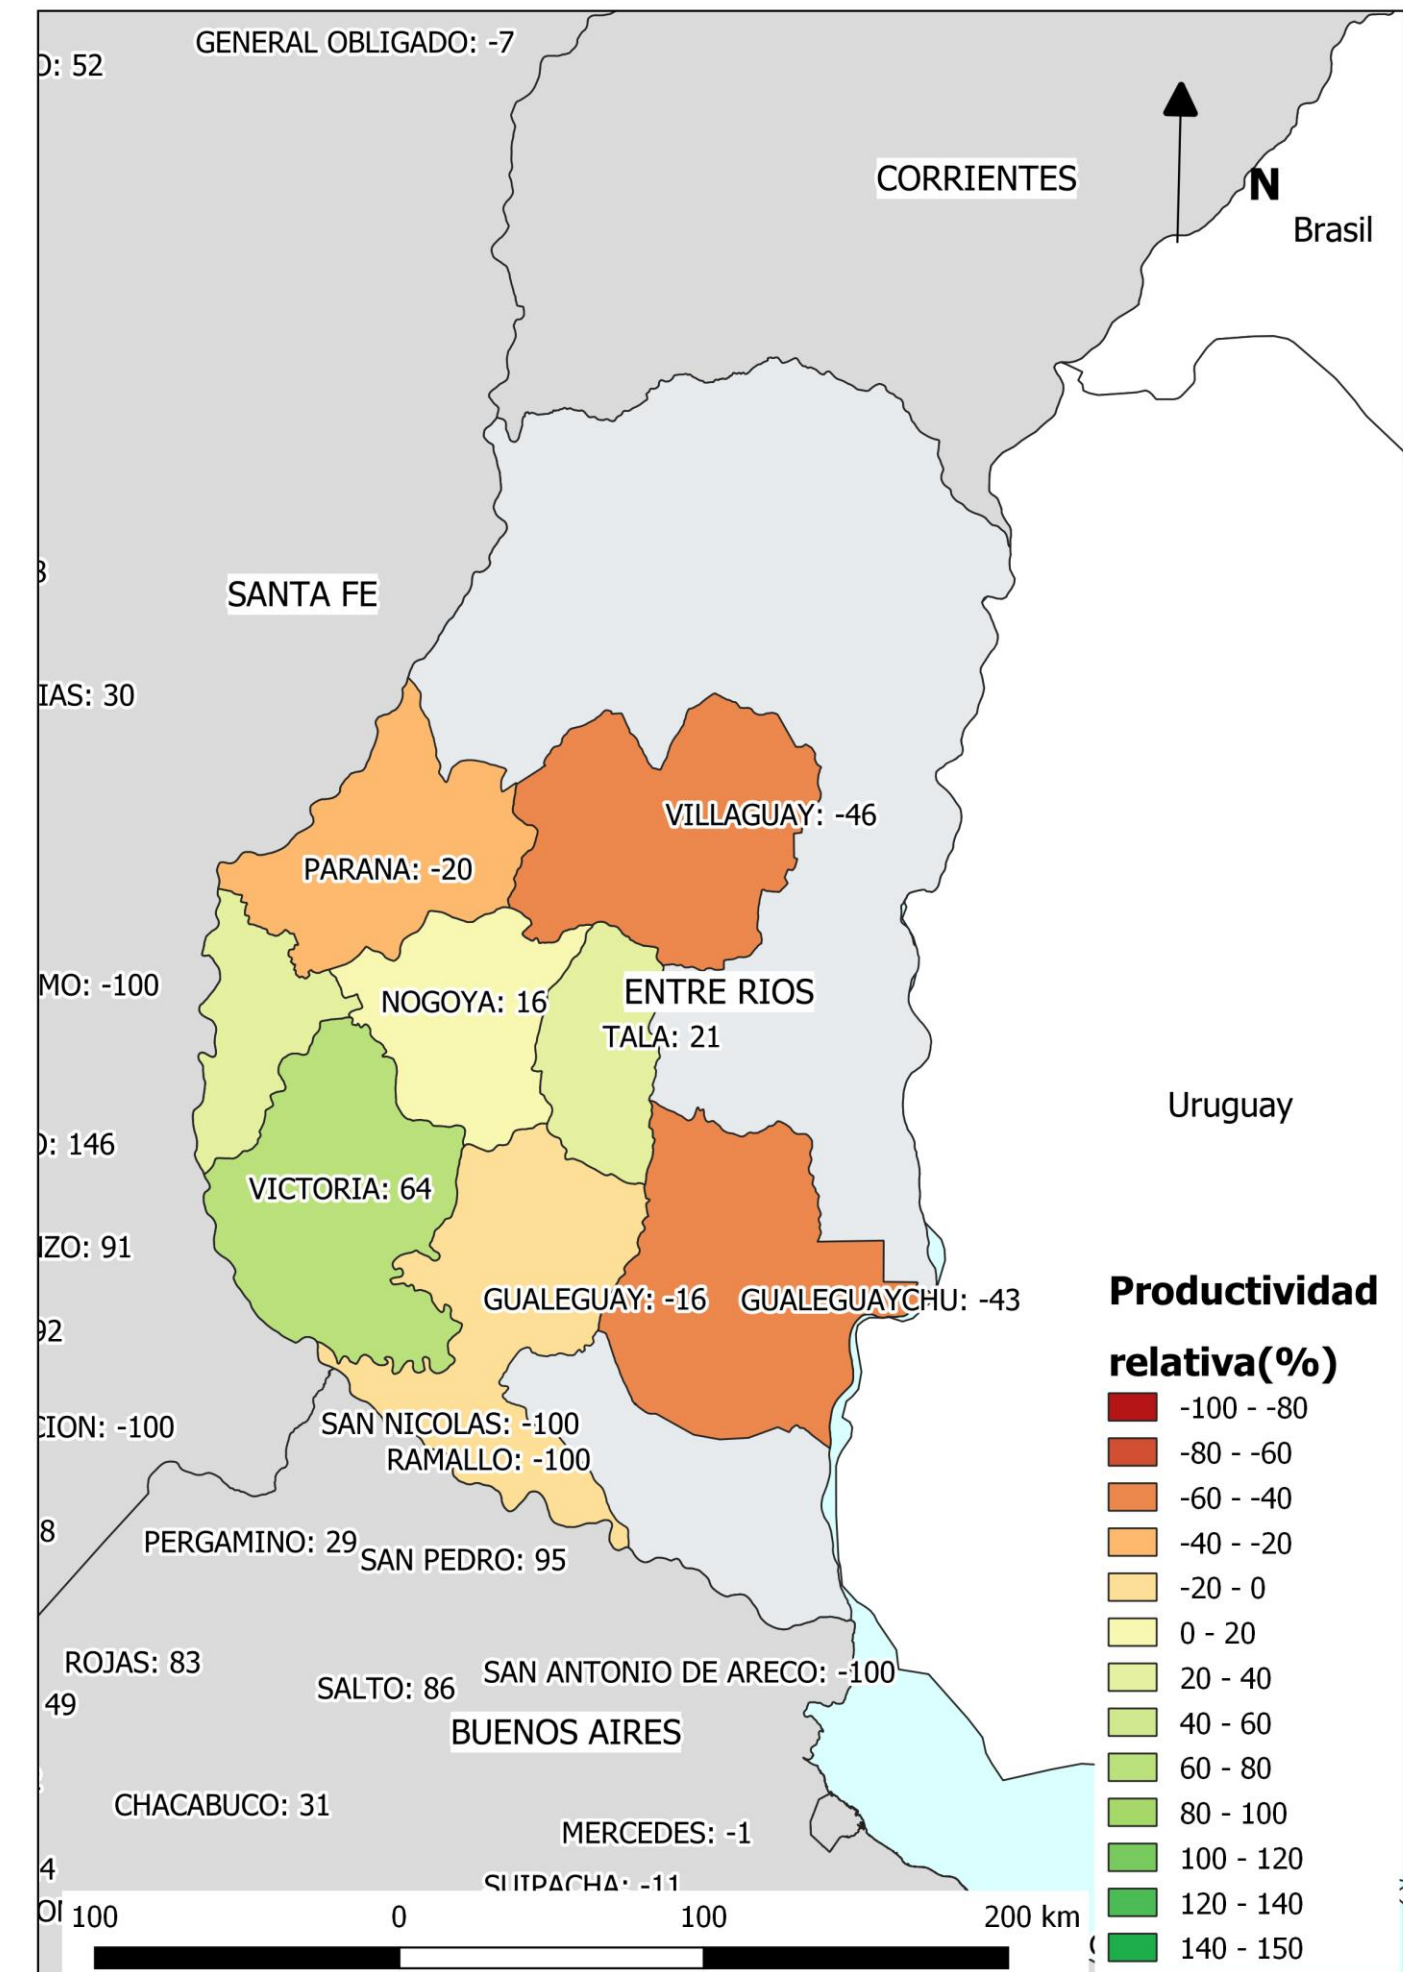 GENERAL OBLIGADO: -7
O: 52
CORRIENTES
N
Brasil
SANTA FE
IAS: 30
VILLAGUAY: -46
PARANA: -20
MO: -100
ENTRE RIOS
NOGOYA: 16
TALA: 21
Uruguay
O: 146
VICTORIA: 64
IZO: 91
GUALEGUAY: -16
GUALEGUAYCHU: -43
92
CION: -100
SAN NICOLAS: -100
RAMALLO: -100
8
PERGAMINO: 29
SAN PEDRO: 95
ROJAS: 83
SAN ANTONIO DE ARECO: -100
SALTO: 86
49
BUENOS AIRES
CHACABUCO: 31
MERCEDES: -1
4
SUIPACHA: -11
100 0 100 200 km
Productividad
relativa(%)
-100 - -80
-80 - -60
-60 - -40
-40 - -20
-20 - 0
0 - 20
20 - 40
40 - 60
60 - 80
80 - 100
100 - 120
120 - 140
140 - 150